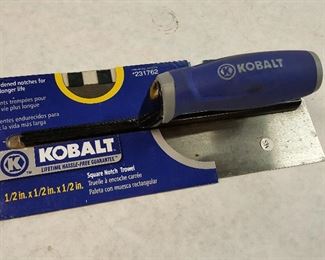 dened notches for
longer life
ents trempées pour
vie plus longue
entes endurecidos para
la vida más larga
*231762
K KOBALT
K KOBALT
LIFETIME HASSLE-FREE GUARANTEE
Square Notch Trowel
Truelle à encoche carrée
Paleta con muesca rectangular
1/2 in. x 1/2 in. x 1/2 in.